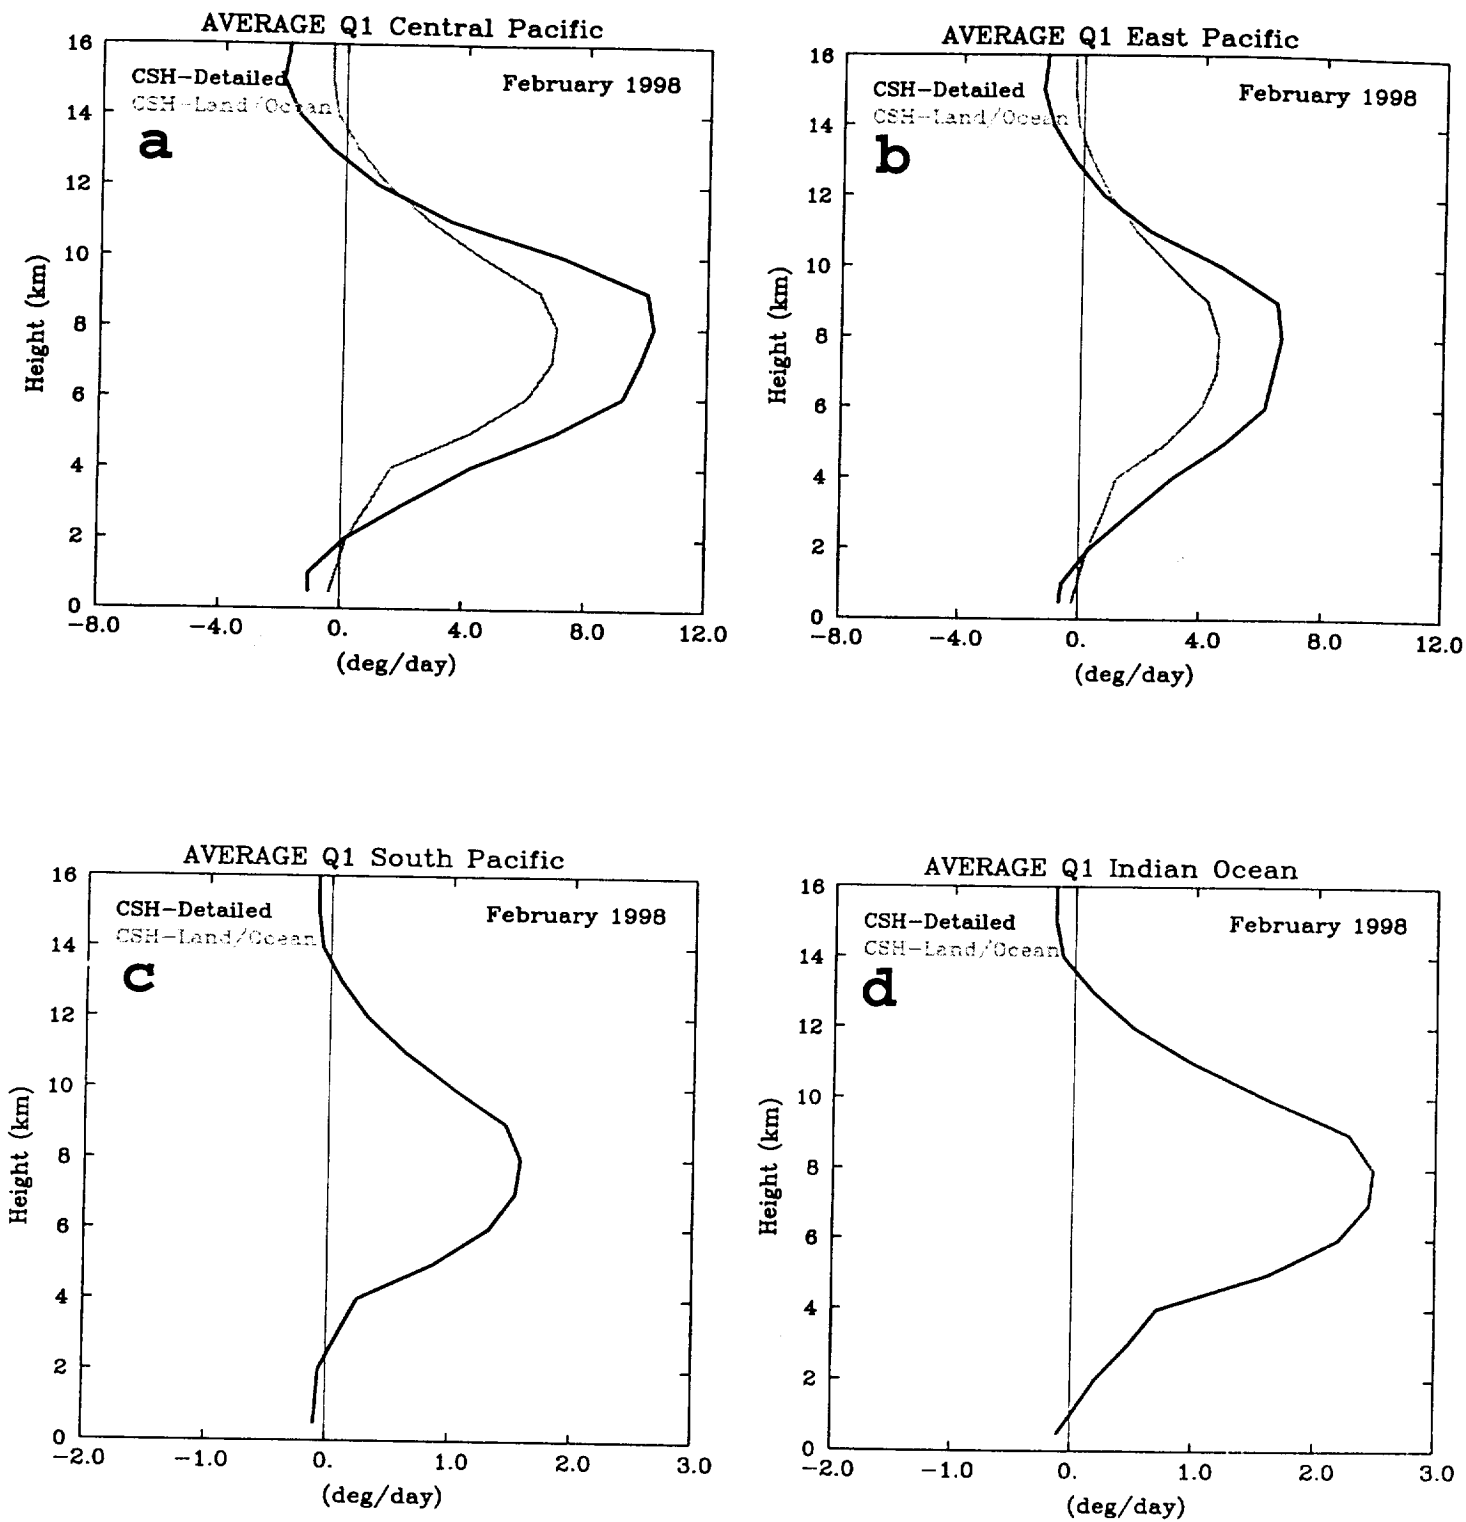 AVERAGE Q1 Central Pacific
16
CSH-Detailed
February 1998
CSH-Land/Ocean
14
a
12
10
Height (km)
8
6
4
2
0
-8.0 -4.0 0. 4.0 8.0 12.0
(deg/day)
AVERAGE Q1 East Pacific
16
CSH-Detailed
February 1998
CSH-Land/Ocean
14
b
12
10
Height (km)
8
6
4
2
0
-8.0 -4.0 0. 4.0 8.0 12.0
(deg/day)
AVERAGE Q1 South Pacific
16
CSH-Detailed
February 1998
CSH-Land/Ocean
14
c
12
10
Height (km)
8
6
4
2
0
-2.0 -1.0 0. 1.0 2.0 3.0
(deg/day)
AVERAGE Q1 Indian Ocean
16
CSH-Detailed
February 1998
CSH-Land/Ocean
14
d
12
10
Height (km)
8
6
4
2
0
-2.0 -1.0 0. 1.0 2.0 3.0
(deg/day)